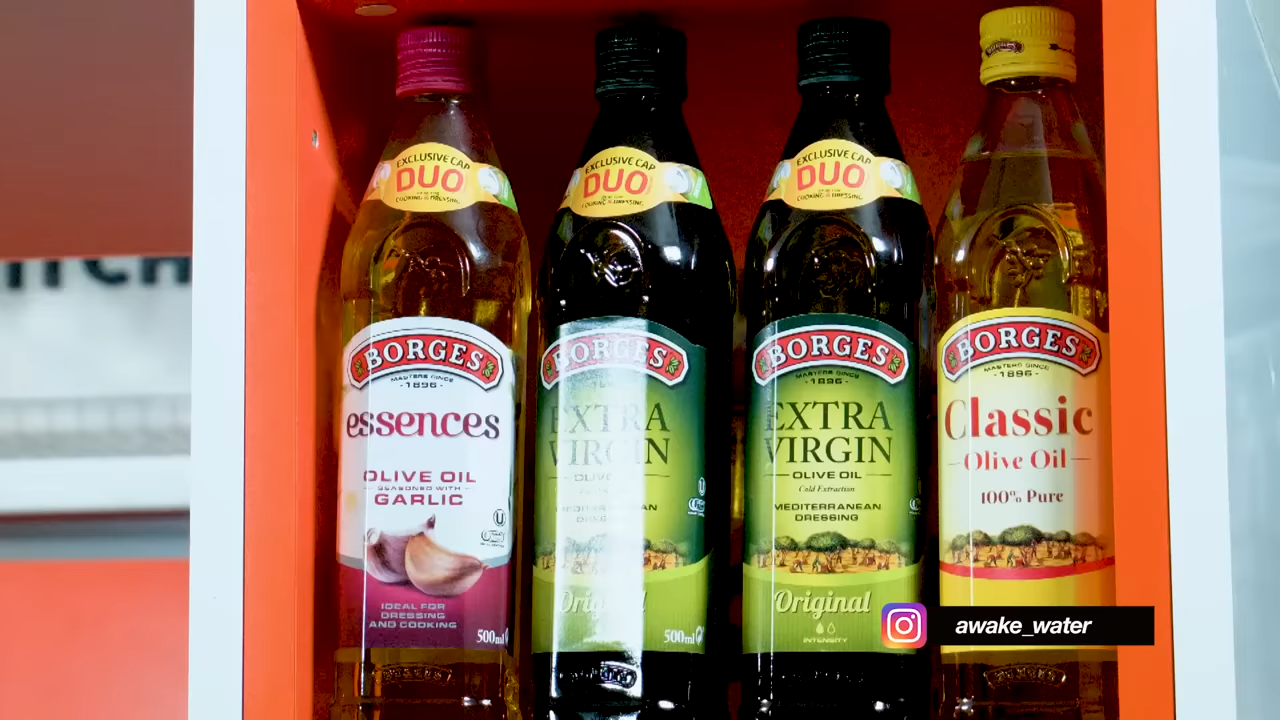 EXCLUSIVE CAP
DUO
COOKING & DRESSING
BORGES
MASTERS SINCE
-1896-
essences
OLIVE OIL
SEASONED WITH
GARLIC
IDEAL FOR
DRESSING
AND COOKING
500ml
EXCLUSIVE CAP
DUO
COOKING & DRESSING
BORGES
EXTRA
VIRGIN
500ml
EXCLUSIVE CAP
DUO
COOKING & DRESSING
BORGES
MASTERS SINCE
-1896-
EXTRA
VIRGIN
OLIVE OIL
Cold Extraction
MEDITERRANEAN
DRESSING
Original
INTENSITY
BORGES
BORGES
MASTERS SINCE
-1896-
Classic
Olive Oil
100% Pure
awake_water